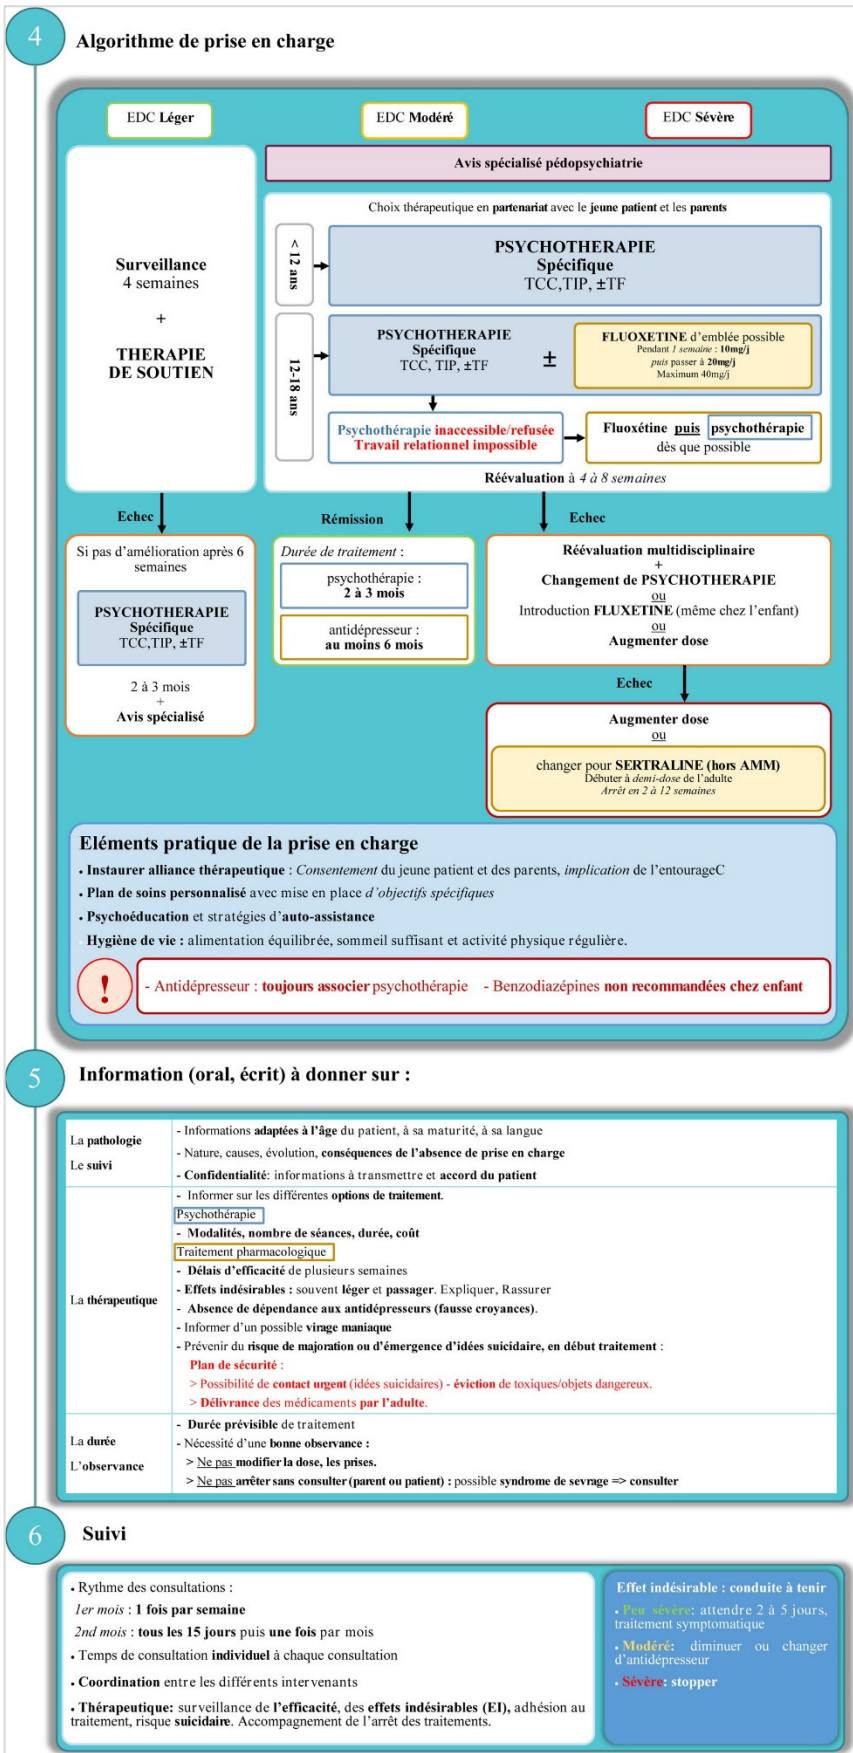 4
Algorithme de prise en charge
EDC Léger
EDC Modéré
EDC Sévère
Avis spécialisé pédopsychiatrie
Surveillance
4 semaines
+
THERAPIE
DE SOUTIEN
Choix thérapeutique en partenariat avec le jeune patient et les parents
< 12 ans
PSYCHOTHERAPIE
Spécifique
TCC,TIP, ±TF
12-18 ans
PSYCHOTHERAPIE
Spécifique
TCC, TIP, ±TF
±
FLUOXETINE d’emblée possible
Pendant 1 semaine : 10mg/j
puis passer à 20mg/j
Maximum 40mg/j
Psychothérapie inaccessible/refusée
Travail relationnel impossible
Fluoxétine puis psychothérapie
dès que possible
Réévaluation à 4 à 8 semaines
Echec
Rémission
Echec
Si pas d’amélioration après 6
semaines
PSYCHOTHERAPIE
Spécifique
TCC,TIP, ±TF
2 à 3 mois
+
Avis spécialisé
Durée de traitement :
psychothérapie :
2 à 3 mois
antidépresseur :
au moins 6 mois
Réévaluation multidisciplinaire
+
Changement de PSYCHOTHERAPIE
ou
Introduction FLUXETINE (même chez l’enfant)
ou
Augmenter dose
Echec
Augmenter dose
ou
changer pour SERTRALINE (hors AMM)
Débuter à demi-dose de l’adulte
Arrêt en 2 à 12 semaines
Eléments pratique de la prise en charge
• Instaurer alliance thérapeutique : Consentement du jeune patient et des parents, implication de l’entourageC
• Plan de soins personnalisé avec mise en place d’objectifs spécifiques
• Psychoéducation et stratégies d’auto-assistance
• Hygiène de vie : alimentation équilibrée, sommeil suffisant et activité physique régulière.
!
- Antidépresseur : toujours associer psychothérapie - Benzodiazépines non recommandées chez enfant
5
Information (oral, écrit) à donner sur :
La pathologie
Le suivi
- Informations adaptées à l’âge du patient, à sa maturité, à sa langue
- Nature, causes, évolution, conséquences de l’absence de prise en charge
- Confidentialité: informations à transmettre et accord du patient
La thérapeutique
- Informer sur les différentes options de traitement.
Psychothérapie
- Modalités, nombre de séances, durée, coût
Traitement pharmacologique
- Délais d’efficacité de plusieurs semaines
- Effets indésirables : souvent léger et passager. Expliquer, Rassurer
- Absence de dépendance aux antidépresseurs (fausse croyances).
- Informer d’un possible virage maniaque
- Prévenir du risque de majoration ou d’émergence d’idées suicidaire, en début traitement :
Plan de sécurité :
> Possibilité de contact urgent (idées suicidaires) - éviction de toxiques/objets dangereux.
> Délivrance des médicaments par l’adulte.
La durée
L’observance
- Durée prévisible de traitement
- Nécessité d’une bonne observance :
> Ne pas modifier la dose, les prises.
> Ne pas arrêter sans consulter (parent ou patient) : possible syndrome de sevrage => consulter
6
Suivi
• Rythme des consultations :
1er mois : 1 fois par semaine
2nd mois : tous les 15 jours puis une fois par mois
• Temps de consultation individuel à chaque consultation
• Coordination entre les différents intervenants
• Thérapeutique: surveillance de l’efficacité, des effets indésirables (EI), adhésion au
traitement, risque suicidaire. Accompagnement de l’arrêt des traitements.
Effet indésirable : conduite à tenir
• Peu sévère: attendre 2 à 5 jours,
traitement symptomatique
• Modéré: diminuer ou changer
d’antidépresseur
• Sévère: stopper